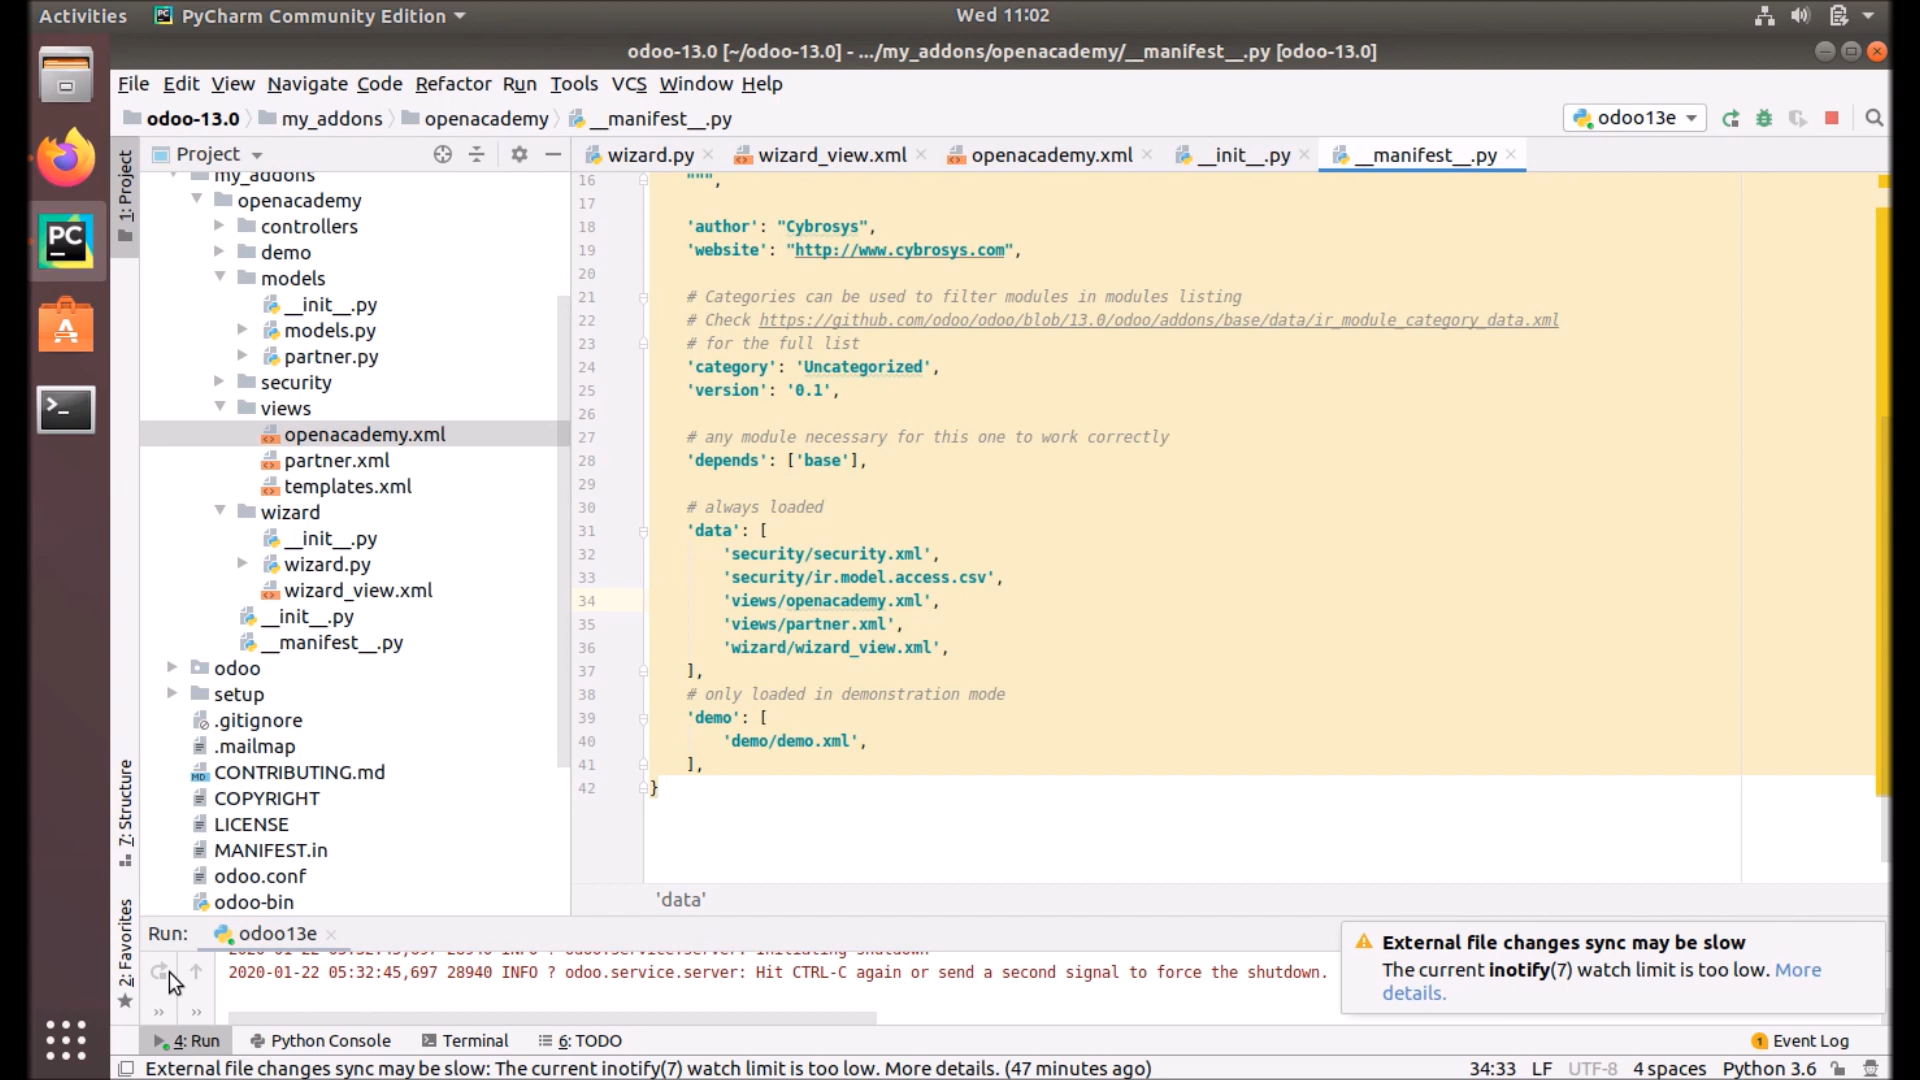 Activities PyCharm Community Edition Wed 11:02
odoo-13.0 [~/odoo-13.0] - .../my_addons/openacademy/__manifest__.py [odoo-13.0]
File Edit View Navigate Code Refactor Run Tools VCS Window Help
odoo-13.0 my_addons openacademy __manifest__.py odoo13e
1: Project
Project
wizard.py wizard_view.xml openacademy.xml __init__.py __manifest__.py
my_addons
openacademy
controllers
demo
models
__init__.py
models.py
partner.py
security
views
openacademy.xml
partner.xml
templates.xml
wizard
__init__.py
wizard.py
wizard_view.xml
__init__.py
__manifest__.py
odoo
setup
.gitignore
.mailmap
CONTRIBUTING.md
COPYRIGHT
LICENSE
MANIFEST.in
odoo.conf
odoo-bin
16 """,
17
18 'author': "Cybrosys",
19 'website': "http://www.cybrosys.com",
20
21 # Categories can be used to filter modules in modules listing
22 # Check https://github.com/odoo/odoo/blob/13.0/odoo/addons/base/data/ir_module_category_data.xml
23 # for the full list
24 'category': 'Uncategorized',
25 'version': '0.1',
26
27 # any module necessary for this one to work correctly
28 'depends': ['base'],
29
30 # always loaded
31 'data': [
32 'security/security.xml',
33 'security/ir.model.access.csv',
34 'views/openacademy.xml',
35 'views/partner.xml',
36 'wizard/wizard_view.xml',
37 ],
38 # only loaded in demonstration mode
39 'demo': [
40 'demo/demo.xml',
41 ],
42 }
'data'
7: Structure
2: Favorites
Run: odoo13e
2020-01-22 05:32:45,697 28940 INFO ? odoo.service.server: Initiating shutdown
2020-01-22 05:32:45,697 28940 INFO ? odoo.service.server: Hit CTRL-C again or send a second signal to force the shutdown.
External file changes sync may be slow
The current inotify(7) watch limit is too low. More
details.
4: Run Python Console Terminal 6: TODO 1 Event Log
External file changes sync may be slow: The current inotify(7) watch limit is too low. More details. (47 minutes ago) 34:33 LF UTF-8 4 spaces Python 3.6